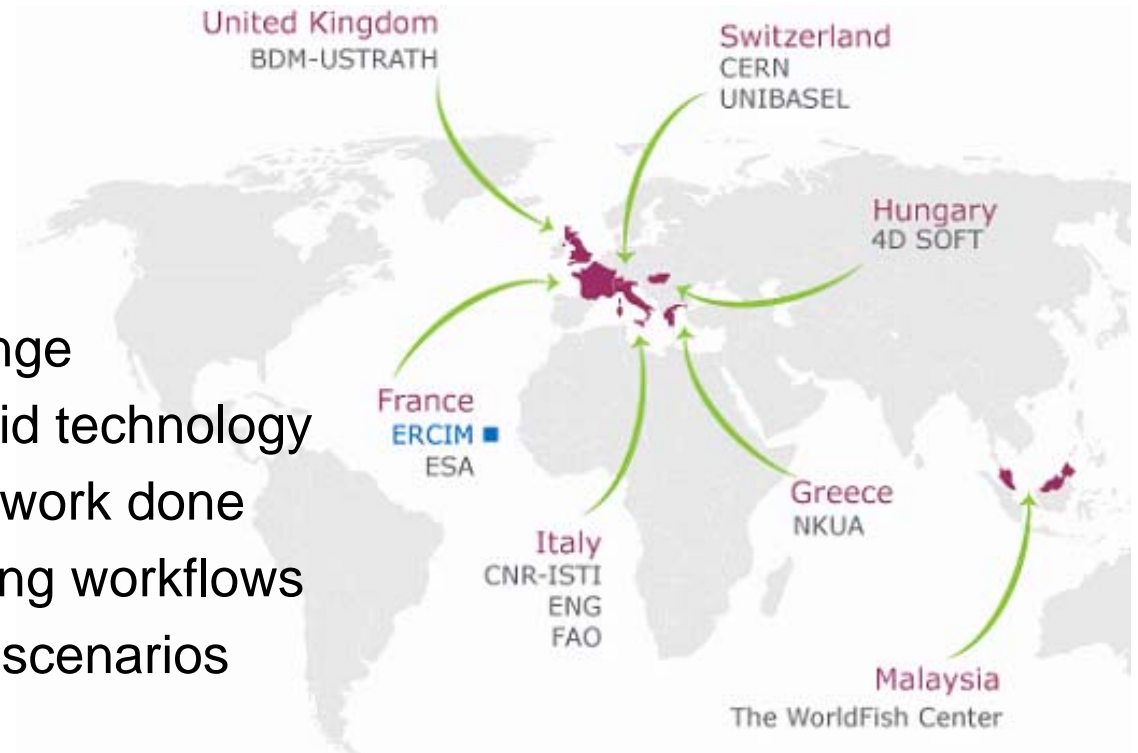 United Kingdom
BDM-USTRATH
Switzerland
CERN
UNIBASEL
Hungary
4D SOFT
France
ERCIM
ESA
Italy
CNR-ISTI
ENG
FAO
Greece
NKUA
Malaysia
The WorldFish Center
nge
id technology
work done
ng workflows
scenarios